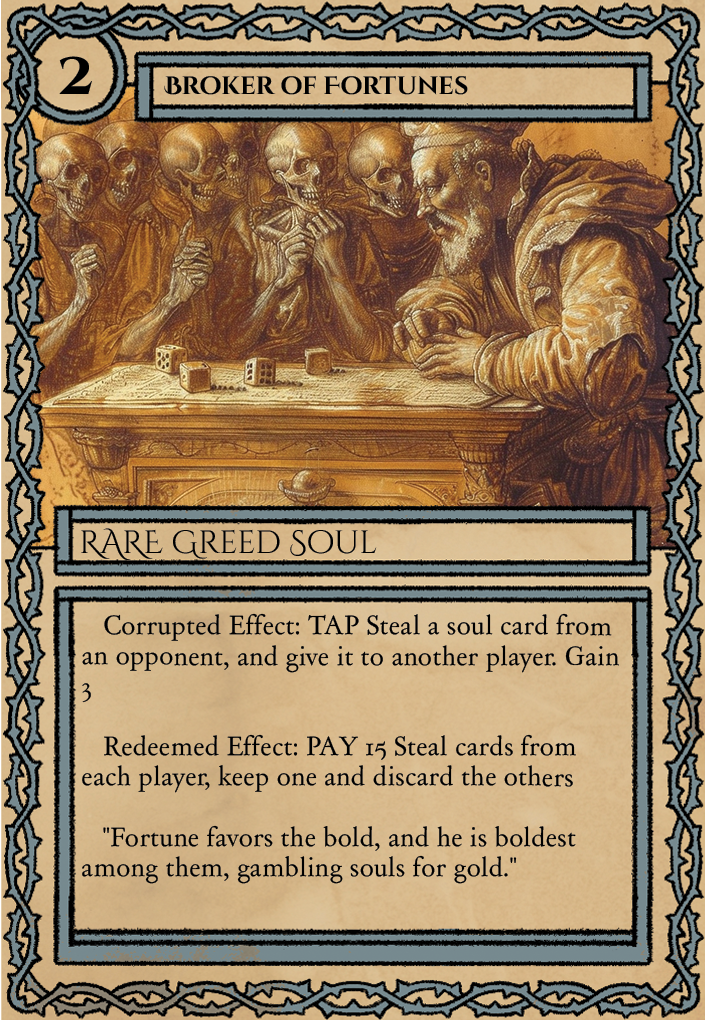 2
Broker of Fortunes
Rare Greed Soul
Corrupted Effect: TAP Steal a soul card from
an opponent, and give it to another player. Gain
3
Redeemed Effect: PAY 15 Steal cards from
each player, keep one and discard the others
"Fortune favors the bold, and he is boldest
among them, gambling souls for gold."